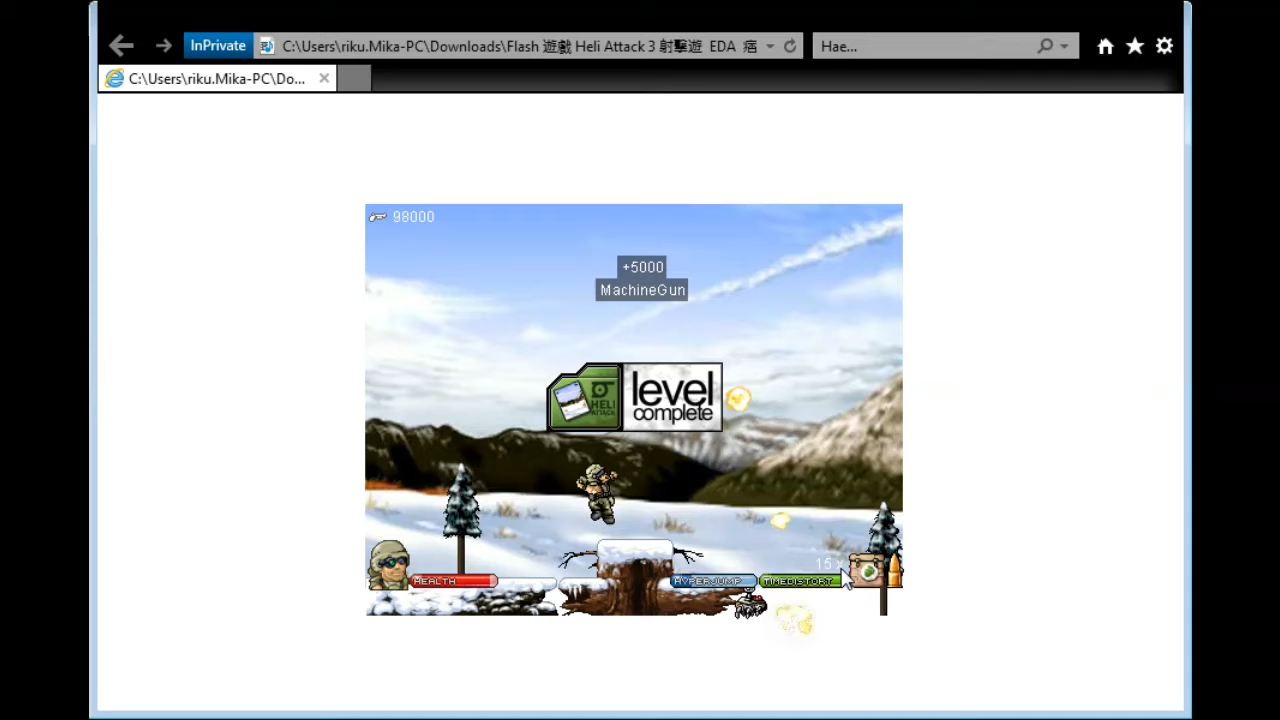 InPrivate
C:\Users\riku.Mika-PC\Downloads\Flash 遊戲 Heli Attack 3 射擊遊 EDA 痞
Hae...
C:\Users\riku.Mika-PC\Do...
98000
+5000
MachineGun
HELI
ATTACK
level
complete
15 x
HEALTH
HYPERJUMP
TIMEDISTORT